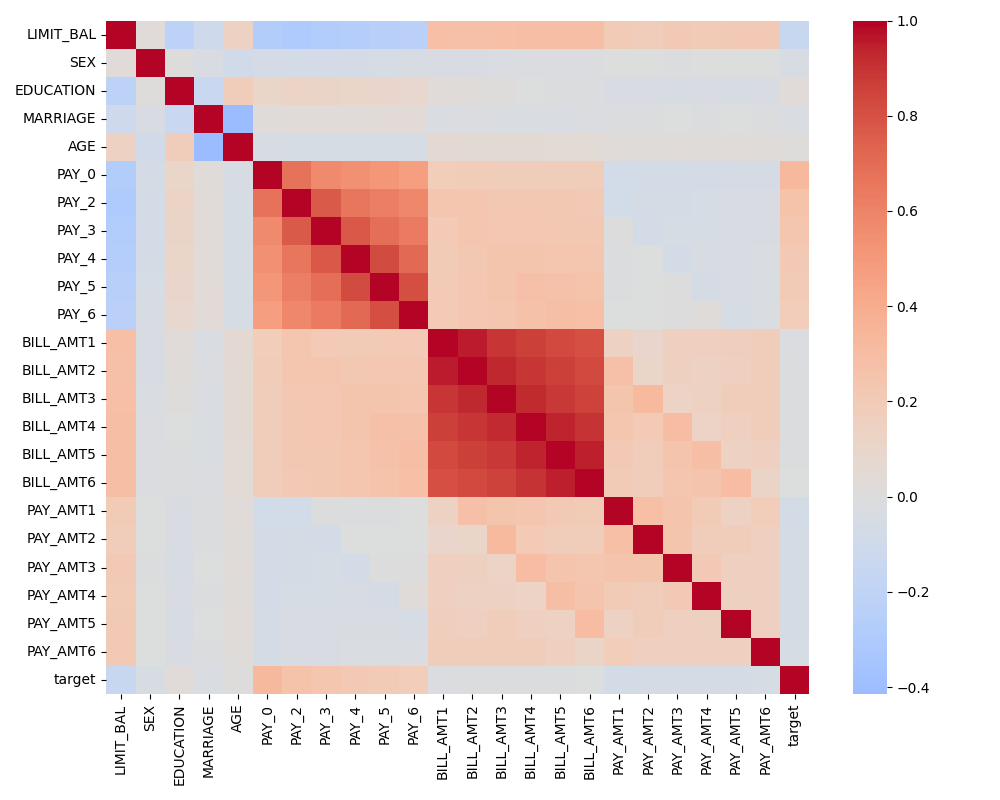 LIMIT_BAL
SEX
EDUCATION
MARRIAGE
AGE
PAY_0
PAY_2
PAY_3
PAY_4
PAY_5
PAY_6
BILL_AMT1
BILL_AMT2
BILL_AMT3
BILL_AMT4
BILL_AMT5
BILL_AMT6
PAY_AMT1
PAY_AMT2
PAY_AMT3
PAY_AMT4
PAY_AMT5
PAY_AMT6
target
LIMIT_BAL
SEX
EDUCATION
MARRIAGE
AGE
PAY_0
PAY_2
PAY_3
PAY_4
PAY_5
PAY_6
BILL_AMT1
BILL_AMT2
BILL_AMT3
BILL_AMT4
BILL_AMT5
BILL_AMT6
PAY_AMT1
PAY_AMT2
PAY_AMT3
PAY_AMT4
PAY_AMT5
PAY_AMT6
target
1.0
0.8
0.6
0.4
0.2
0.0
−0.2
−0.4